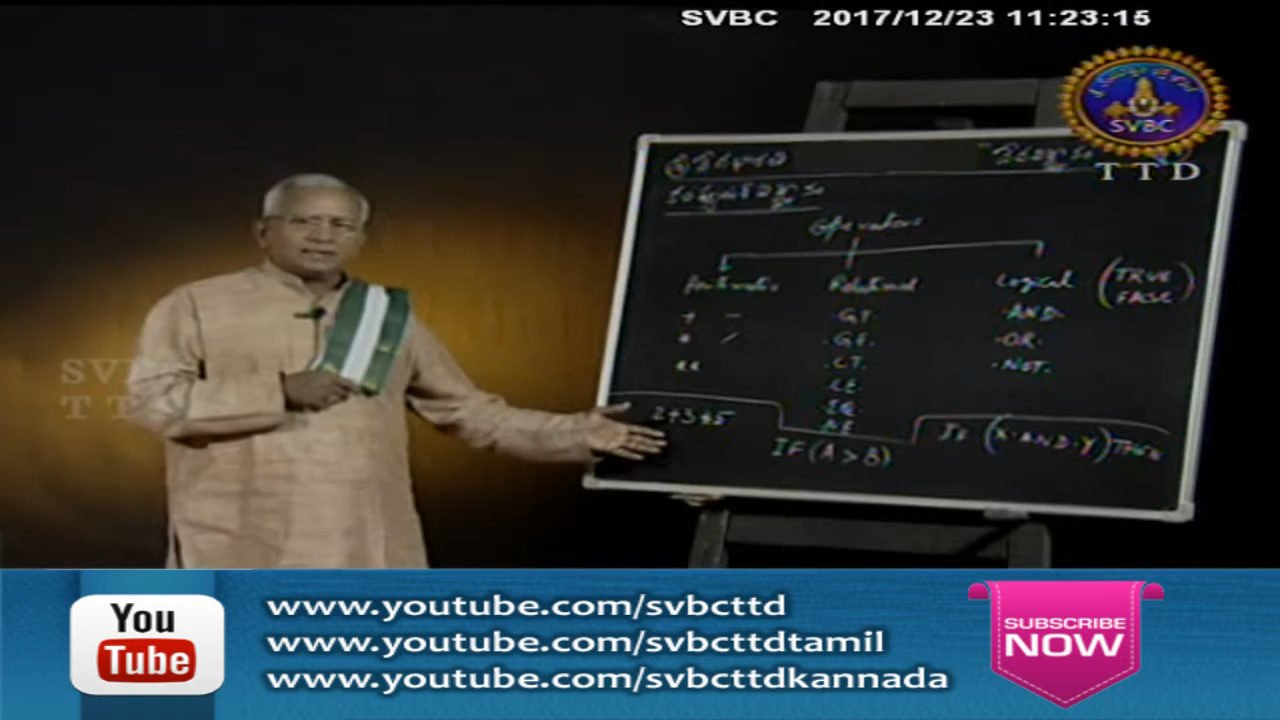 SVBC 2017/12/23 11:23:15
SVBC
T T D
Operators
Arithmetic Relational Logical (TRUE
FALSE)
+ - .GT. .AND.
* / .GE. .OR.
** .LT. .NOT.
LE
EQ
NE
2+3*5
IF (A > B)
IF (X.AND.Y) THEN
SV
T T
You
Tube
www.youtube.com/svbcttd
www.youtube.com/svbcttdtamil
www.youtube.com/svbcttdkannada
SUBSCRIBE
NOW